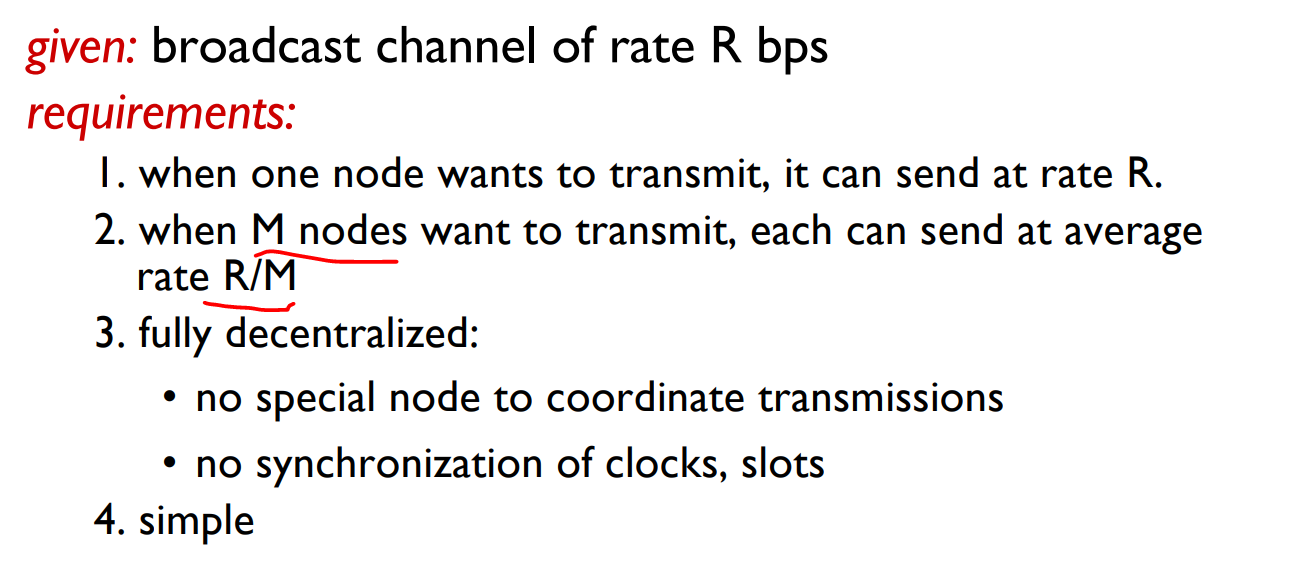 given: broadcast channel of rate R bps
requirements:
1. when one node wants to transmit, it can send at rate R.
2. when M nodes want to transmit, each can send at average
rate R/M
3. fully decentralized:
• no special node to coordinate transmissions
• no synchronization of clocks, slots
4. simple